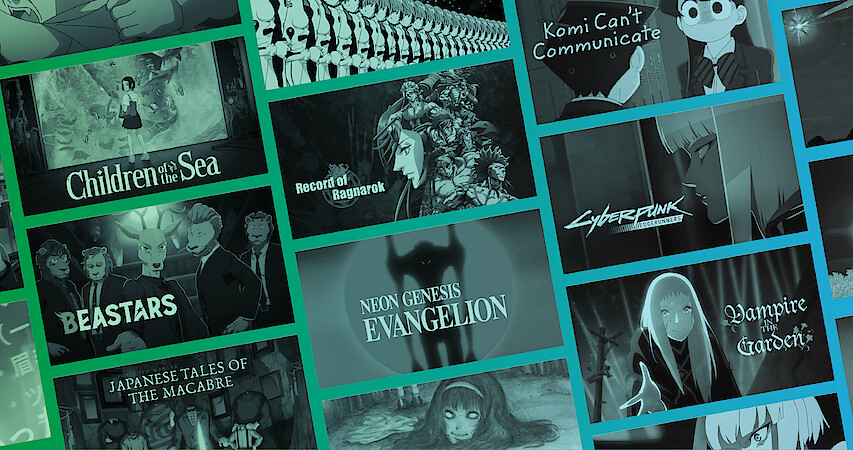 Children of the Sea
BEASTARS
JAPANESE TALES OF
THE MACABRE
Record of
Ragnarok
NEON GENESIS
EVANGELION
Komi Can't
Communicate
Cyberpunk
EDGERUNNERS
Vampire
IN THE
Garden